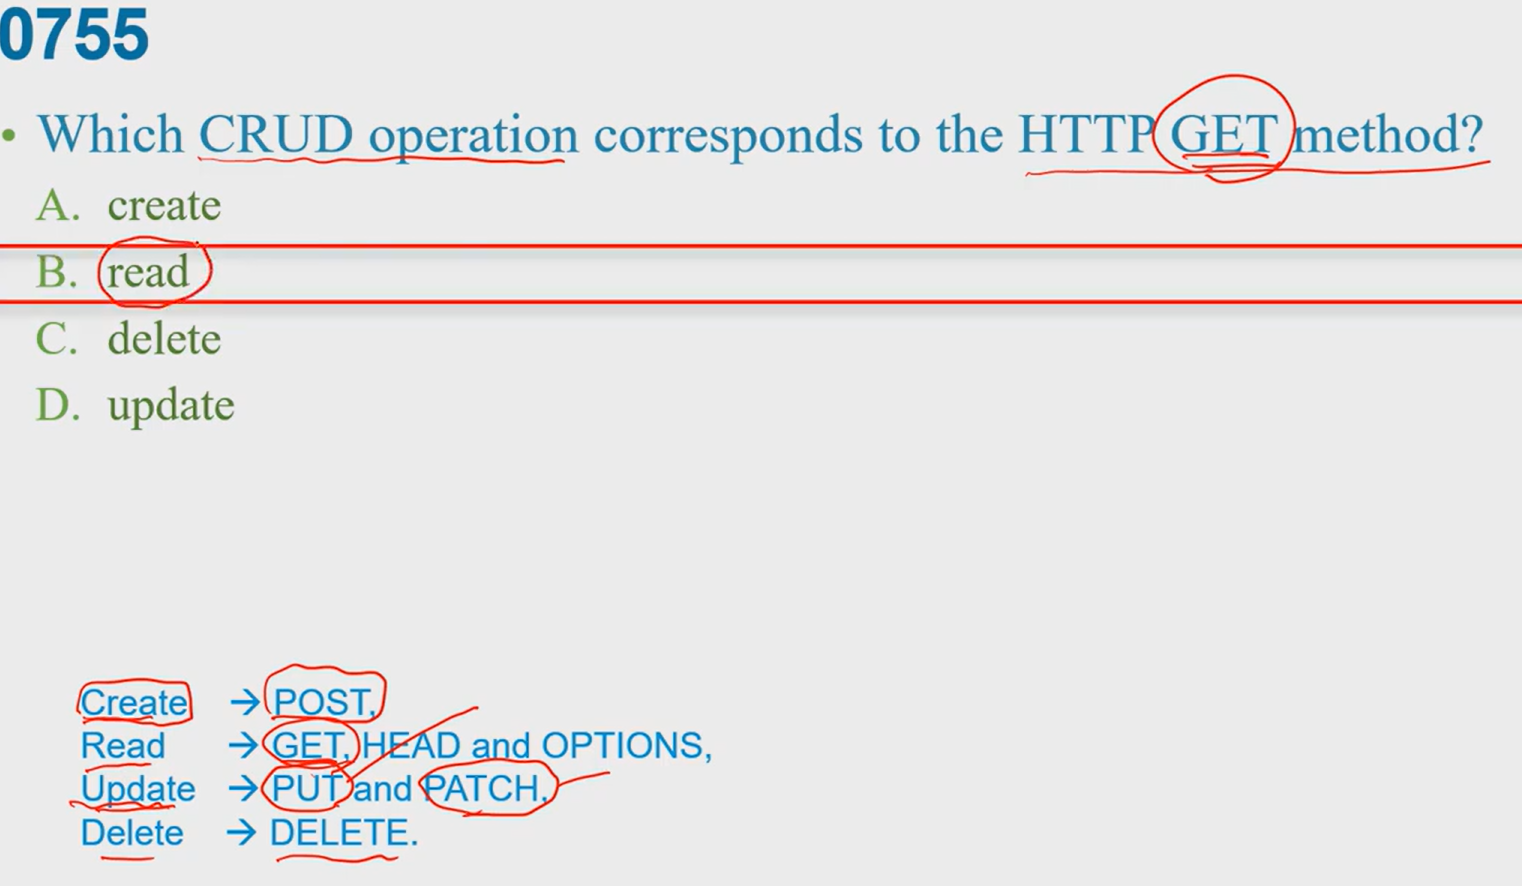 0755
• Which CRUD operation corresponds to the HTTP GET method?
A. create
B. read
C. delete
D. update
Create → POST,
Read → GET, HEAD and OPTIONS,
Update → PUT and PATCH.
Delete → DELETE.